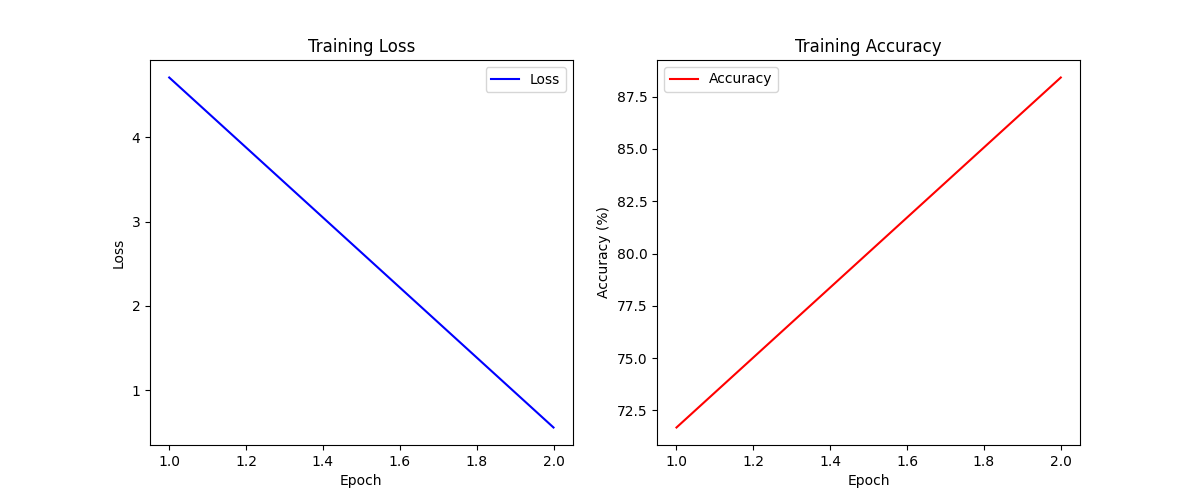 Training Loss
Loss
4
3
2
1
Loss
1.0 1.2 1.4 1.6 1.8 2.0
Epoch
Training Accuracy
Accuracy
87.5
85.0
82.5
80.0
77.5
75.0
72.5
Accuracy (%)
1.0 1.2 1.4 1.6 1.8 2.0
Epoch